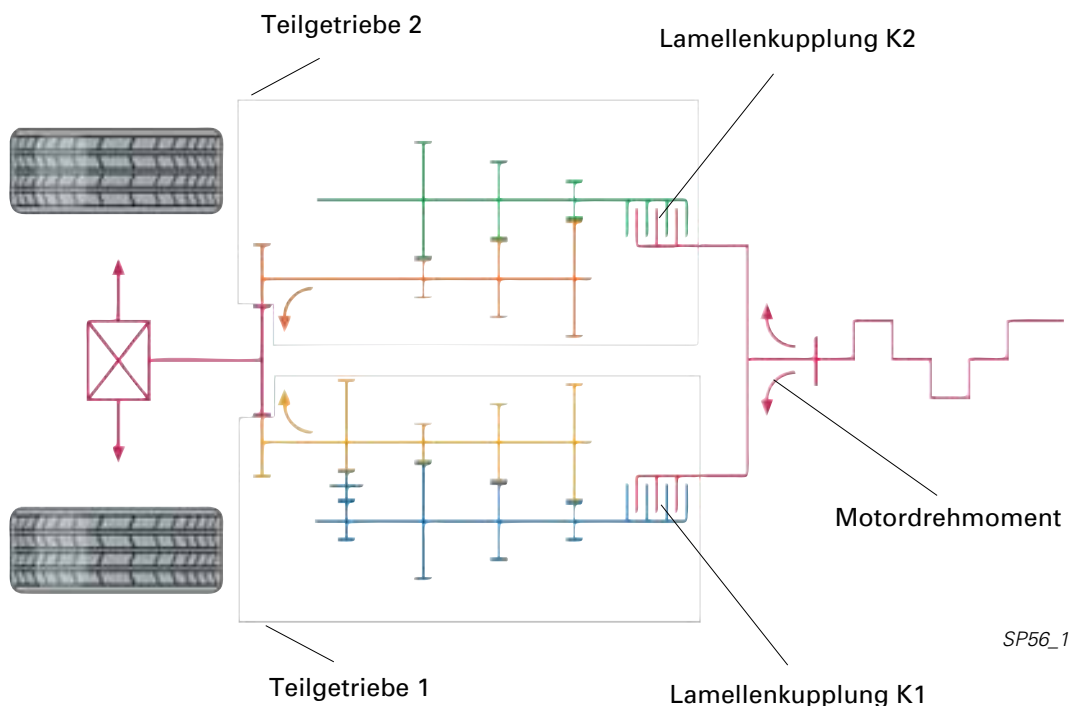 Teilgetriebe 2
Lamellenkupplung K2
Motordrehmoment
SP56_1
Teilgetriebe 1
Lamellenkupplung K1